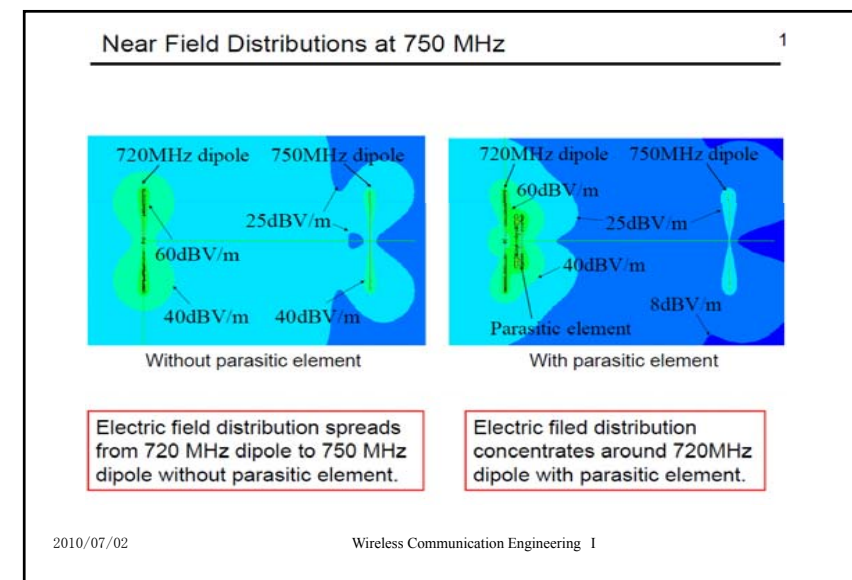 Near Field Distributions at 750 MHz
1
720MHz dipole 750MHz dipole
25dBV/m
60dBV/m
40dBV/m 40dBV/m
Without parasitic element
720MHz dipole 750MHz dipole
60dBV/m
25dBV/m
40dBV/m
8dBV/m
Parasitic element
With parasitic element
Electric field distribution spreads
from 720 MHz dipole to 750 MHz
dipole without parasitic element.
Electric filed distribution
concentrates around 720MHz
dipole with parasitic element.
2010/07/02
Wireless Communication Engineering I